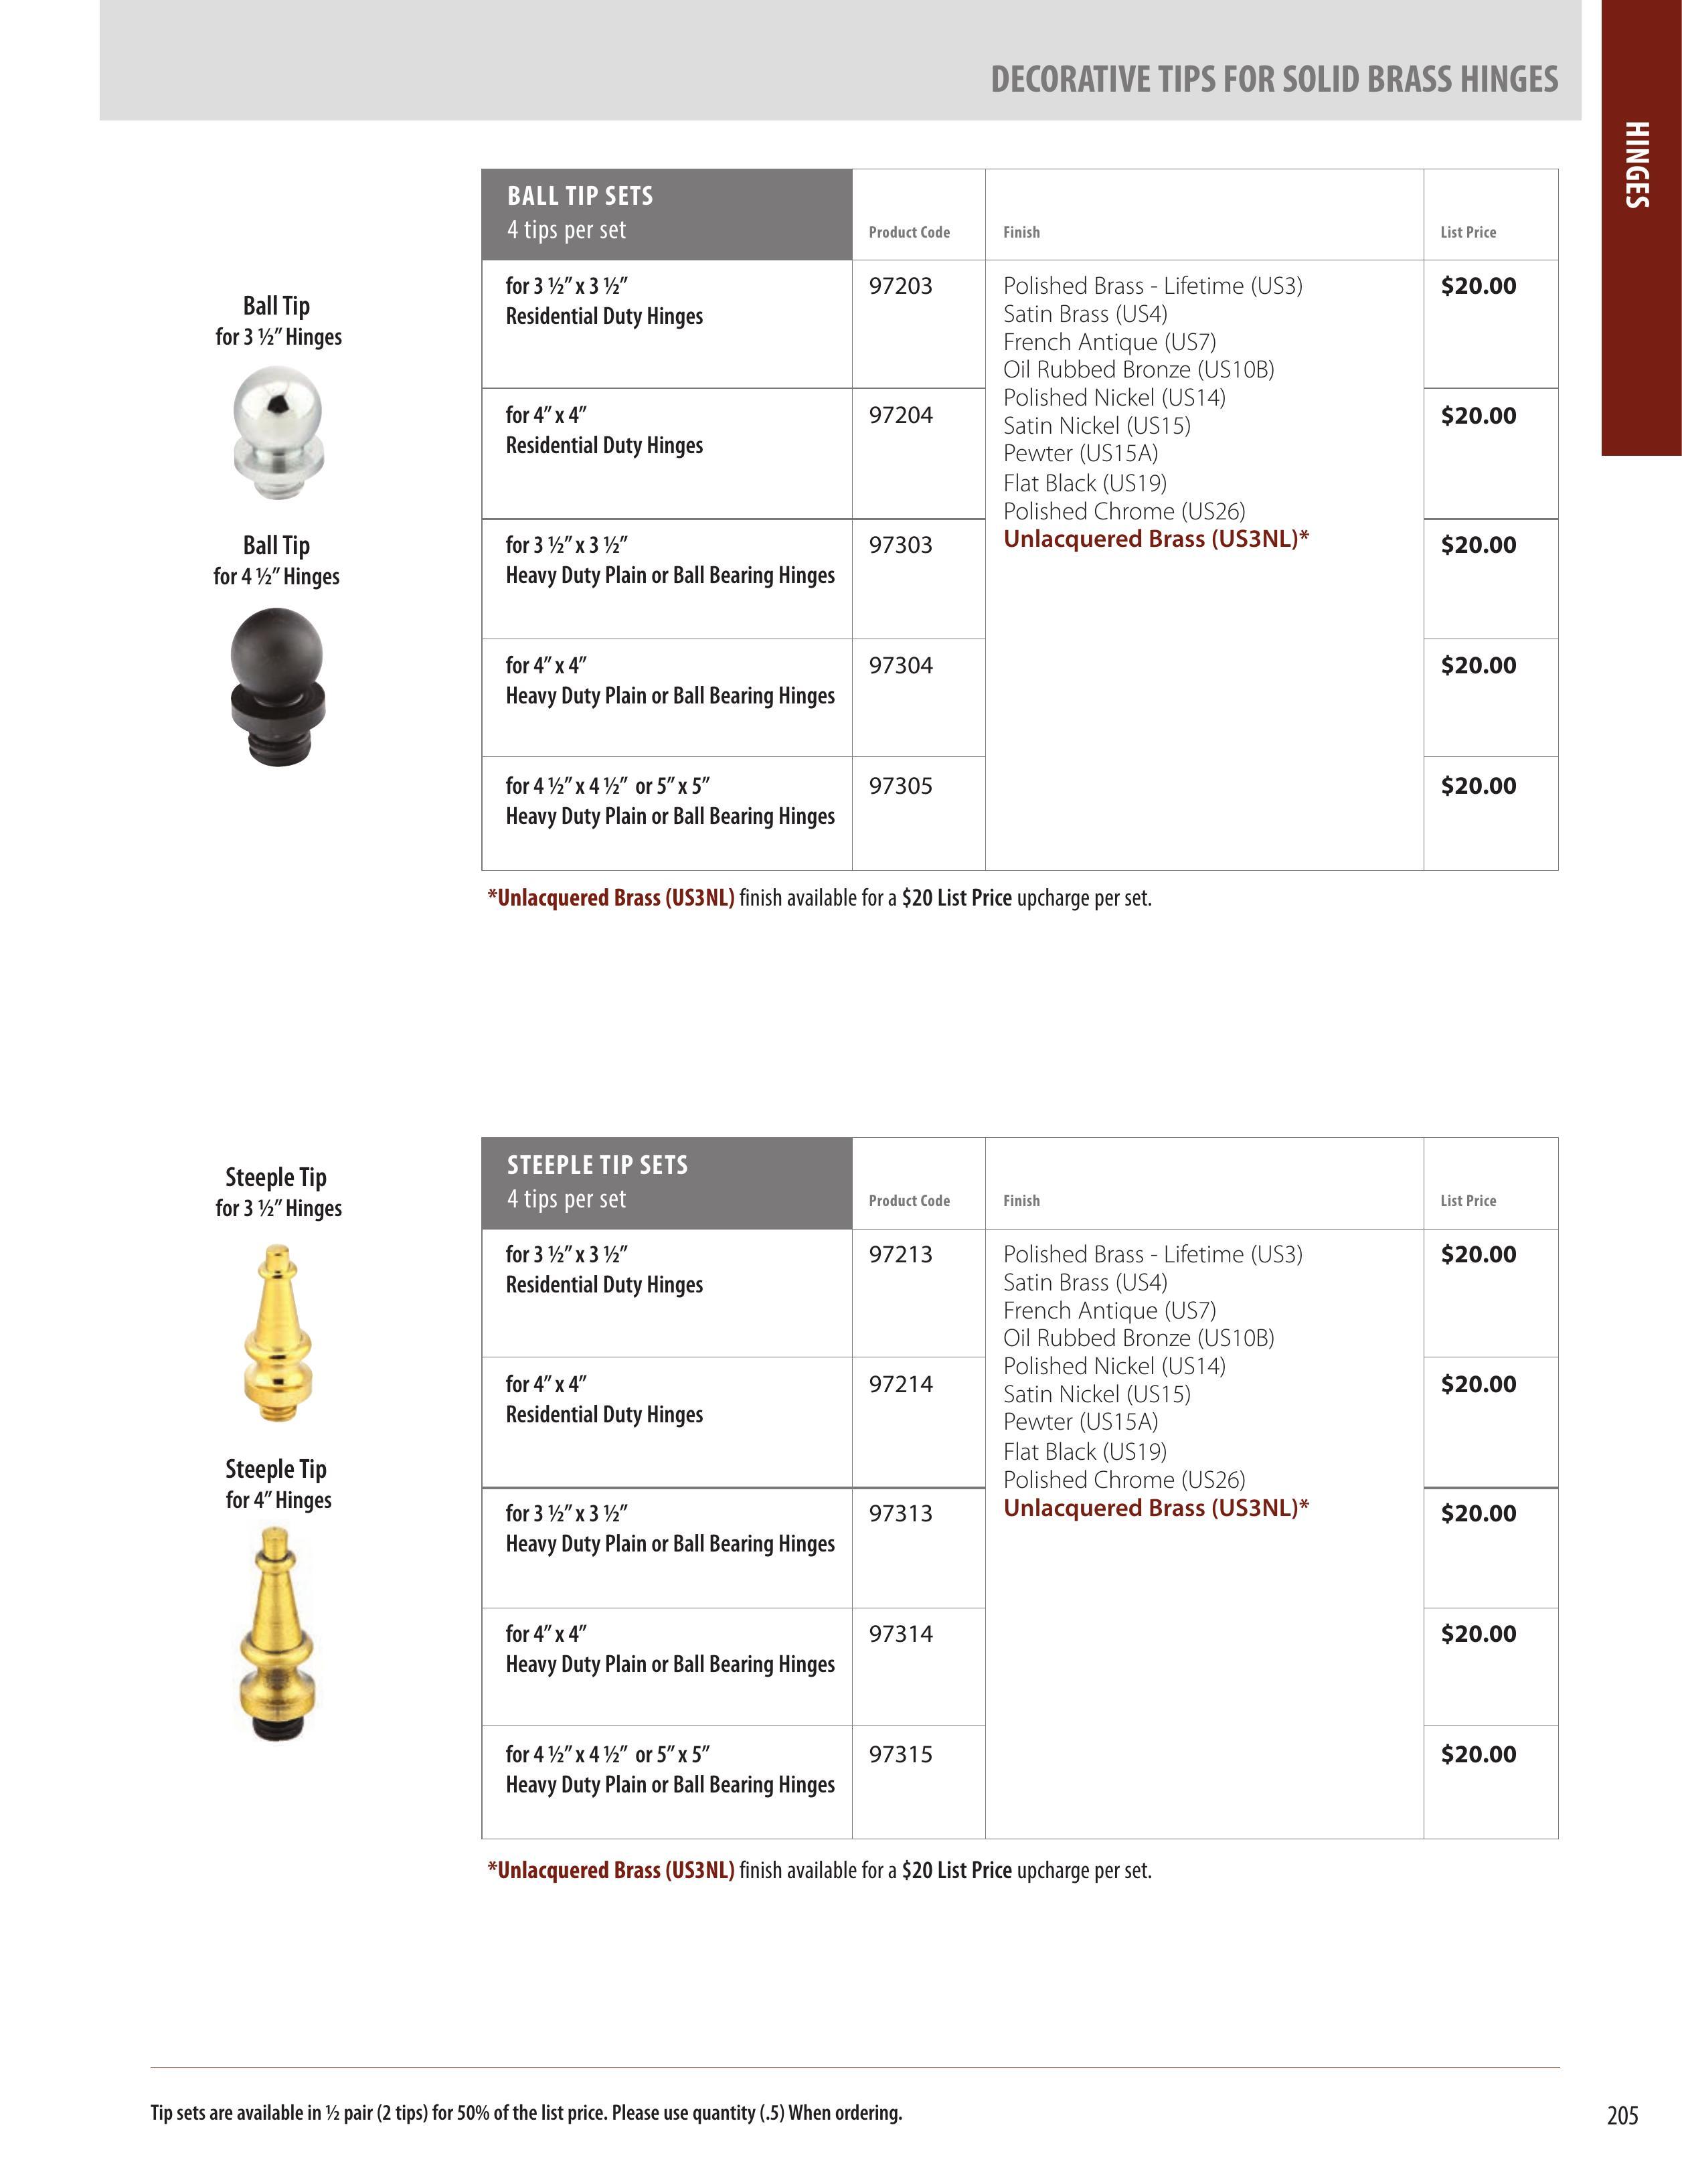 DECORATIVE TIPS FOR SOLID BRASS HINGES
HINGES
Ball Tip
for 3 ½” Hinges
Ball Tip
for 4 ½” Hinges
BALL TIP SETS
4 tips per set
Product Code
Finish
List Price
for 3 ½” x 3 ½”
Residential Duty Hinges
97203
Polished Brass - Lifetime (US3)
Satin Brass (US4)
French Antique (US7)
Oil Rubbed Bronze (US10B)
Polished Nickel (US14)
Satin Nickel (US15)
Pewter (US15A)
Flat Black (US19)
Polished Chrome (US26)
Unlacquered Brass (US3NL)*
$20.00
for 4” x 4”
Residential Duty Hinges
97204
$20.00
for 3 ½” x 3 ½”
Heavy Duty Plain or Ball Bearing Hinges
97303
$20.00
for 4” x 4”
Heavy Duty Plain or Ball Bearing Hinges
97304
$20.00
for 4 ½” x 4 ½” or 5” x 5”
Heavy Duty Plain or Ball Bearing Hinges
97305
$20.00
*Unlacquered Brass (US3NL) finish available for a $20 List Price upcharge per set.
Steeple Tip
for 3 ½” Hinges
Steeple Tip
for 4” Hinges
STEEPLE TIP SETS
4 tips per set
Product Code
Finish
List Price
for 3 ½” x 3 ½”
Residential Duty Hinges
97213
Polished Brass - Lifetime (US3)
Satin Brass (US4)
French Antique (US7)
Oil Rubbed Bronze (US10B)
Polished Nickel (US14)
Satin Nickel (US15)
Pewter (US15A)
Flat Black (US19)
Polished Chrome (US26)
Unlacquered Brass (US3NL)*
$20.00
for 4” x 4”
Residential Duty Hinges
97214
$20.00
for 3 ½” x 3 ½”
Heavy Duty Plain or Ball Bearing Hinges
97313
$20.00
for 4” x 4”
Heavy Duty Plain or Ball Bearing Hinges
97314
$20.00
for 4 ½” x 4 ½” or 5” x 5”
Heavy Duty Plain or Ball Bearing Hinges
97315
$20.00
*Unlacquered Brass (US3NL) finish available for a $20 List Price upcharge per set.
Tip sets are available in ½ pair (2 tips) for 50% of the list price. Please use quantity (.5) When ordering.
205